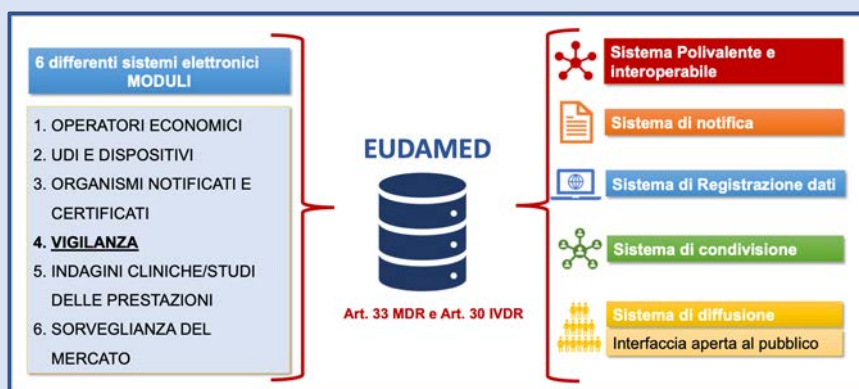 6 differenti sistemi elettronici
MODULI
1. OPERATORI ECONOMICI
2. UDI E DISPOSITIVI
3. ORGANISMI NOTIFICATI E
CERTIFICATI
4. VIGILANZA
5. INDAGINI CLINICHE/STUDI
DELLE PRESTAZIONI
6. SORVEGLIANZA DEL
MERCATO
EUDAMED
Art. 33 MDR e Art. 30 IVDR
Sistema Polivalente e
interoperabile
Sistema di notifica
Sistema di Registrazione dati
Sistema di condivisione
Sistema di diffusione
Interfaccia aperta al pubblico